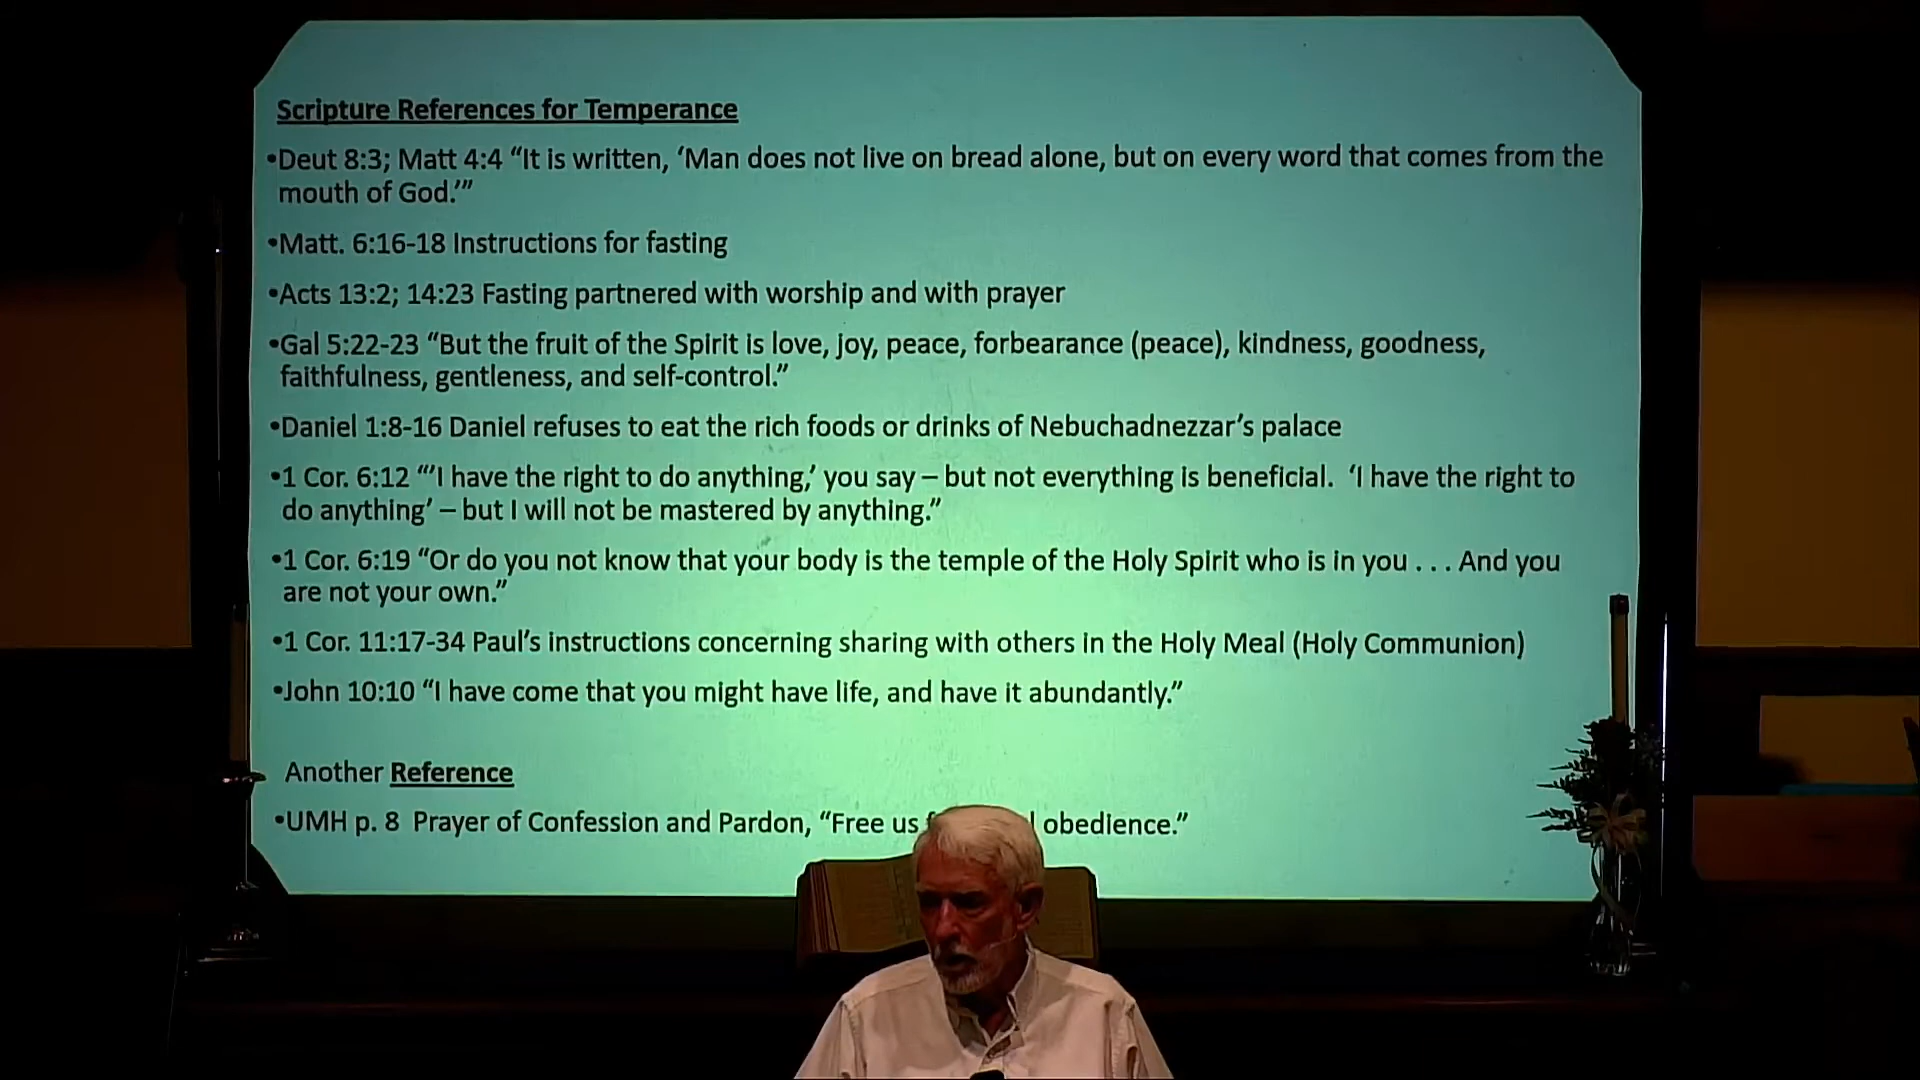 Scripture References for Temperance
•Deut 8:3; Matt 4:4 “It is written, ‘Man does not live on bread alone, but on every word that comes from the
mouth of God.’”
•Matt. 6:16-18 Instructions for fasting
•Acts 13:2; 14:23 Fasting partnered with worship and with prayer
•Gal 5:22-23 “But the fruit of the Spirit is love, joy, peace, forbearance (peace), kindness, goodness,
faithfulness, gentleness, and self-control.”
•Daniel 1:8-16 Daniel refuses to eat the rich foods or drinks of Nebuchadnezzar’s palace
•1 Cor. 6:12 “‘I have the right to do anything,’ you say – but not everything is beneficial. ‘I have the right to
do anything’ – but I will not be mastered by anything.”
•1 Cor. 6:19 “Or do you not know that your body is the temple of the Holy Spirit who is in you . . . And you
are not your own.”
•1 Cor. 11:17-34 Paul’s instructions concerning sharing with others in the Holy Meal (Holy Communion)
•John 10:10 “I have come that you might have life, and have it abundantly.”
Another Reference
•UMH p. 8 Prayer of Confession and Pardon, “Free us obedience.”